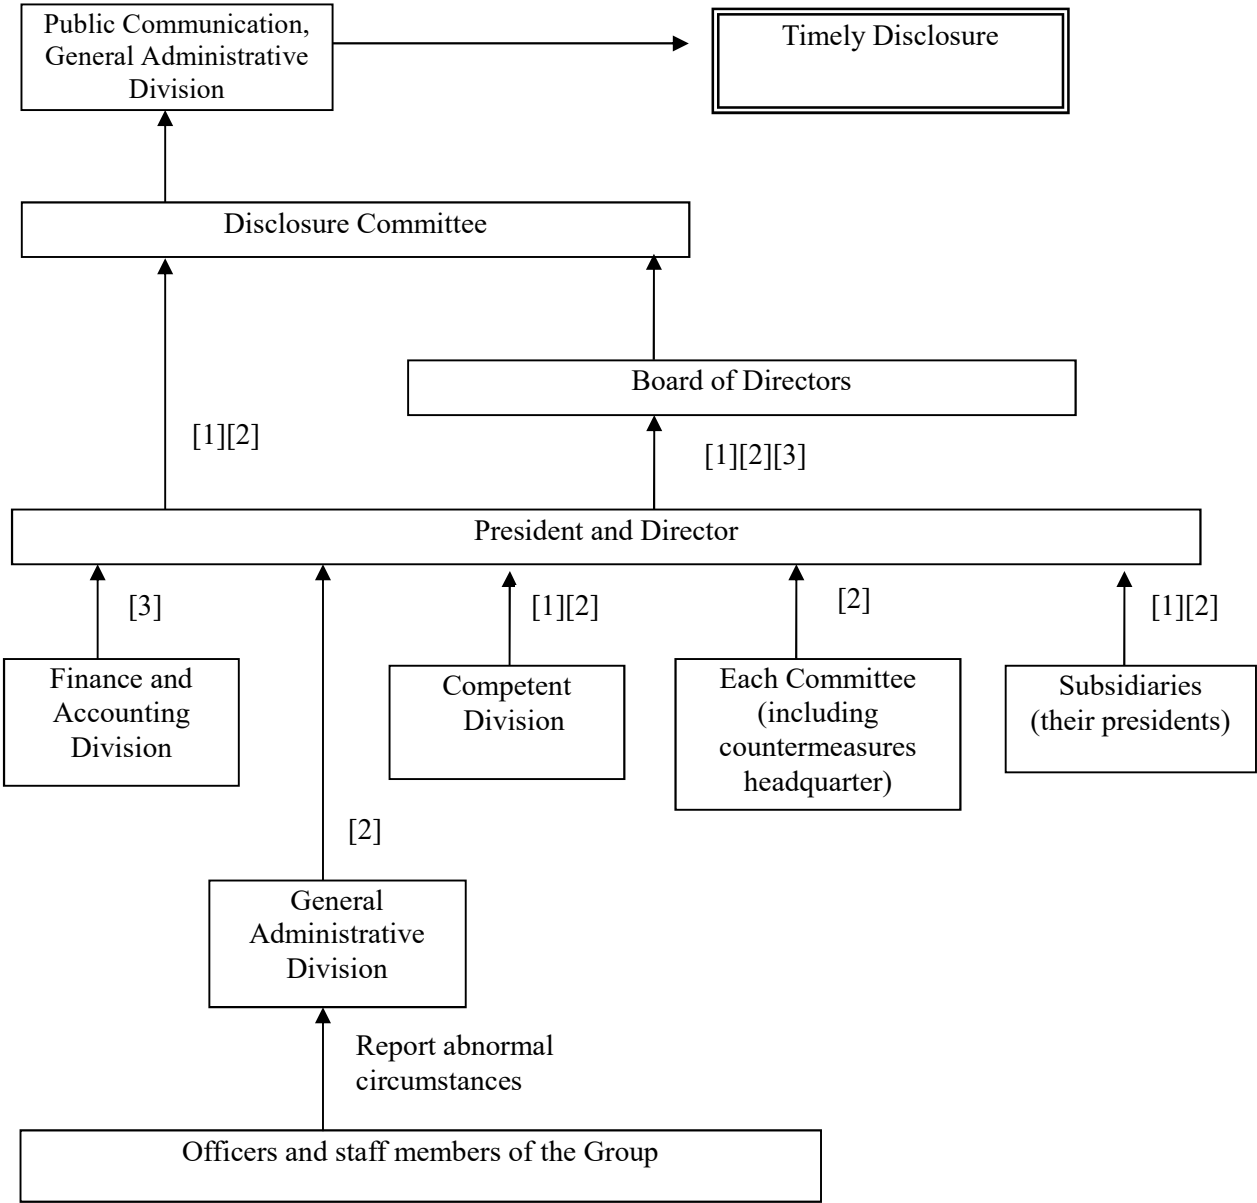 Public Communication,
General Administrative
Division
Timely Disclosure
Disclosure Committee
Board of Directors
[1][2]
[1][2][3]
President and Director
[3]
[1][2]
[2]
[1][2]
Finance and
Accounting
Division
Competent
Division
Each Committee
(including
countermeasures
headquarter)
Subsidiaries
(their presidents)
[2]
General
Administrative
Division
Report abnormal
circumstances
Officers and staff members of the Group